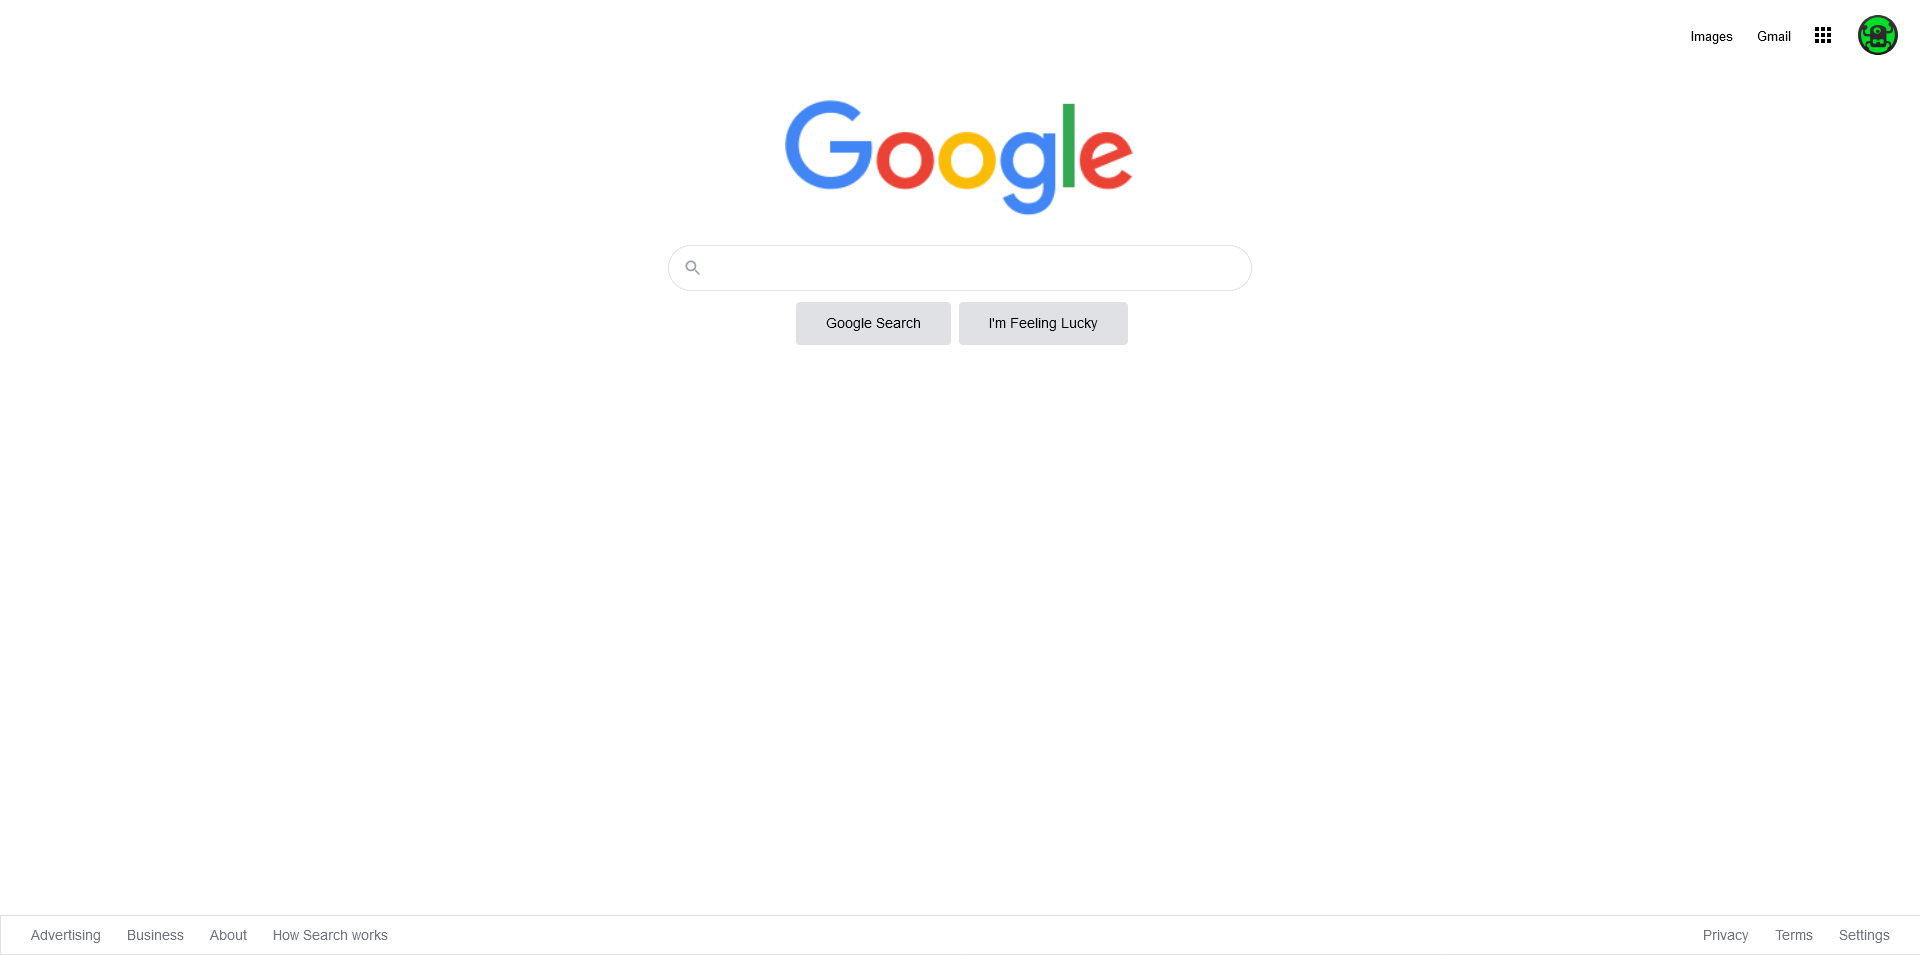 Images Gmail
Google
Google Search I'm Feeling Lucky
Advertising Business About How Search works Privacy Terms Settings